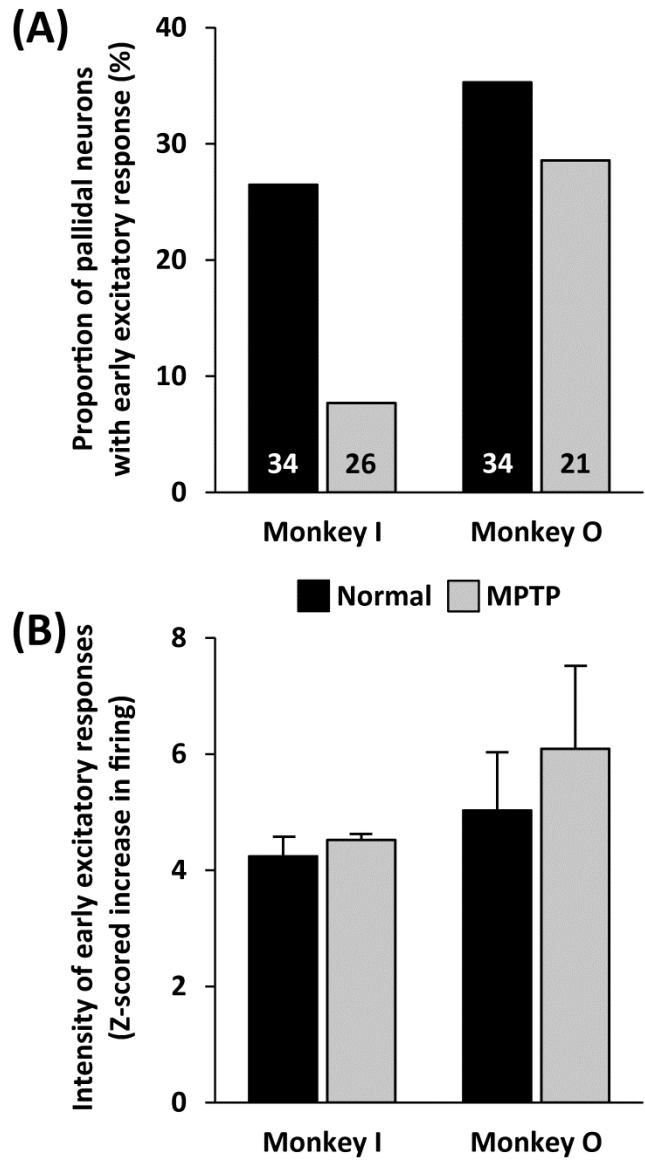 (A)
Proportion of pallidal neurons
with early excitatory response (%)
40
30
20
10
0
34
26
34
21
Monkey I
Monkey O
Normal
MPTP
(B)
Intensity of early excitatory responses
(Z-scored increase in firing)
8
6
4
2
0
Monkey I
Monkey O